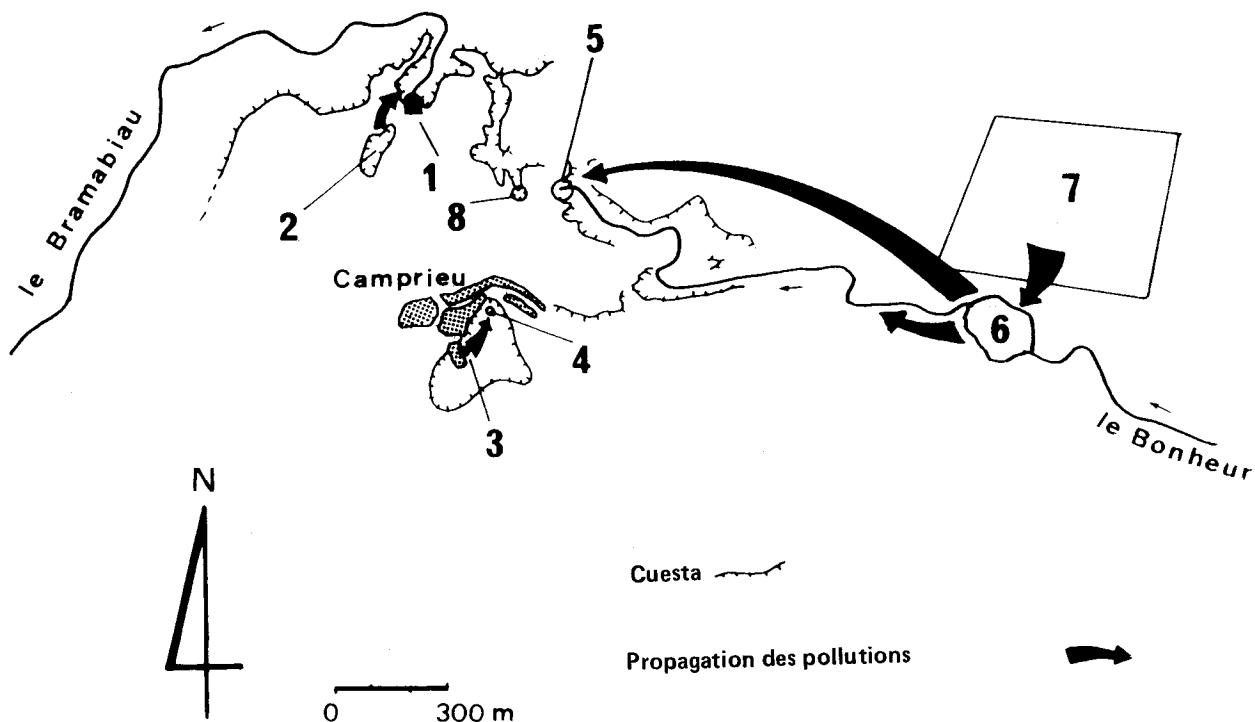 5
le Bramabiau
1
7
2
8
Camprieu
6
4
3
le Bonheur
N
Cuesta
Propagation des pollutions
0 300 m